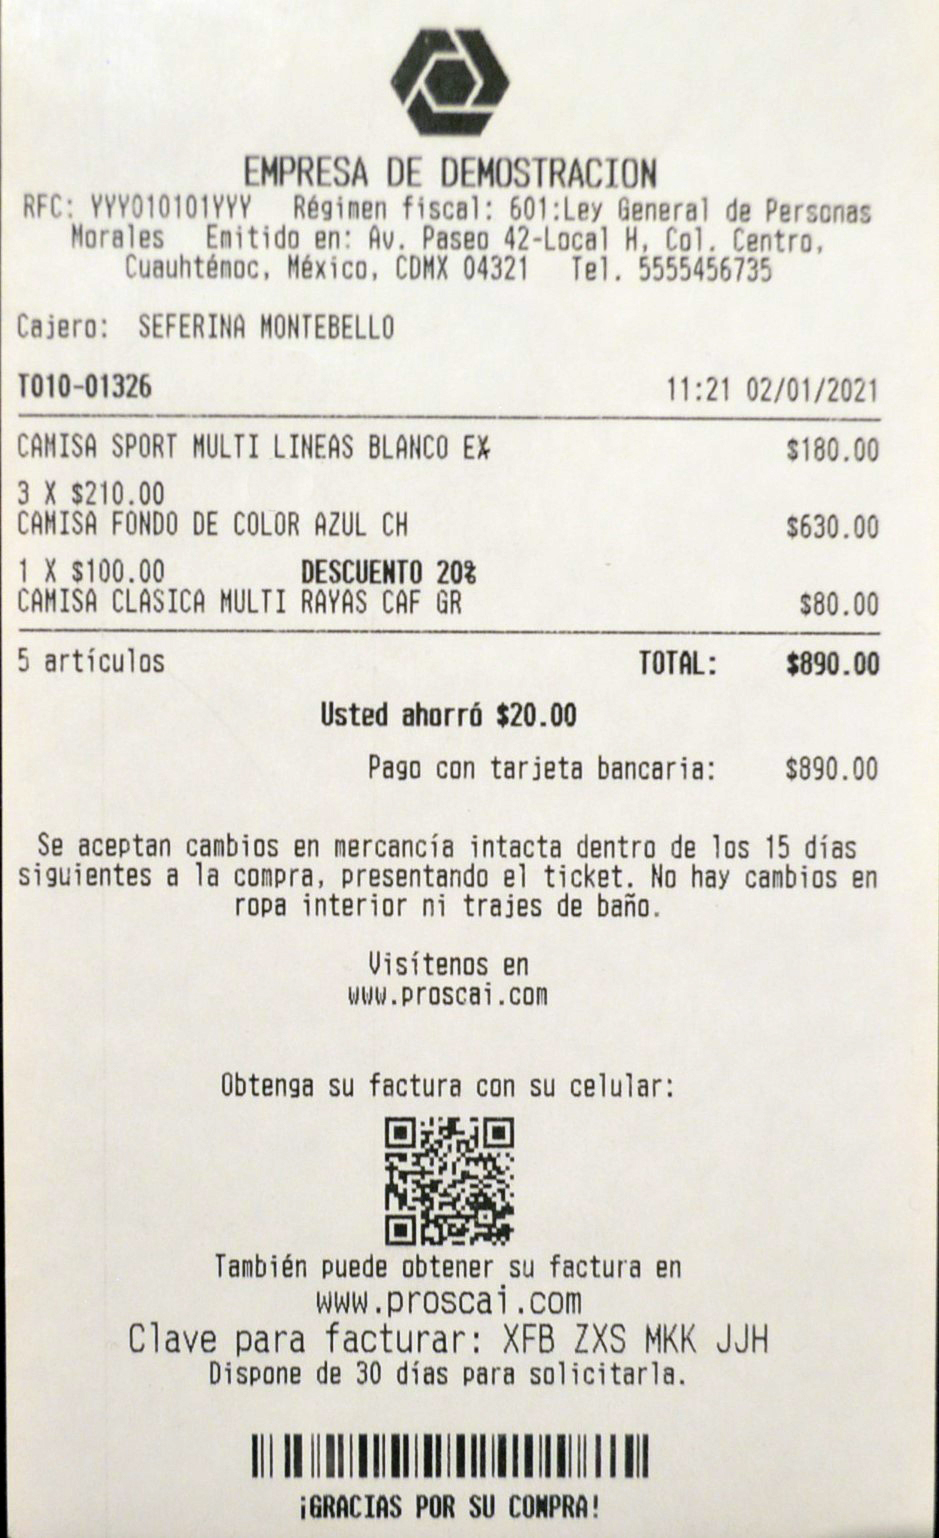 EMPRESA DE DEMOSTRACION
RFC: YYY010101YYY Régimen fiscal: 601:Ley General de Personas
Morales Emitido en: Av. Paseo 42-Local H, Col. Centro,
Cuauhtémoc, México, CDMX 04321 Tel. 5555456735
Cajero: SEFERINA MONTEBELLO
T010-01326 11:21 02/01/2021
CAMISA SPORT MULTI LINEAS BLANCO EX $180.00
3 X $210.00
CAMISA FONDO DE COLOR AZUL CH $630.00
1 X $100.00 DESCUENTO 20%
CAMISA CLASICA MULTI RAYAS CAF GR $80.00
5 artículos TOTAL: $890.00
Usted ahorró $20.00
Pago con tarjeta bancaria: $890.00
Se aceptan cambios en mercancía intacta dentro de los 15 días
siguientes a la compra, presentando el ticket. No hay cambios en
ropa interior ni trajes de baño.
Visítenos en
www.proscai.com
Obtenga su factura con su celular:
También puede obtener su factura en
www.proscai.com
Clave para facturar: XFB ZXS MKK JJH
Dispone de 30 días para solicitarla.
¡GRACIAS POR SU COMPRA!